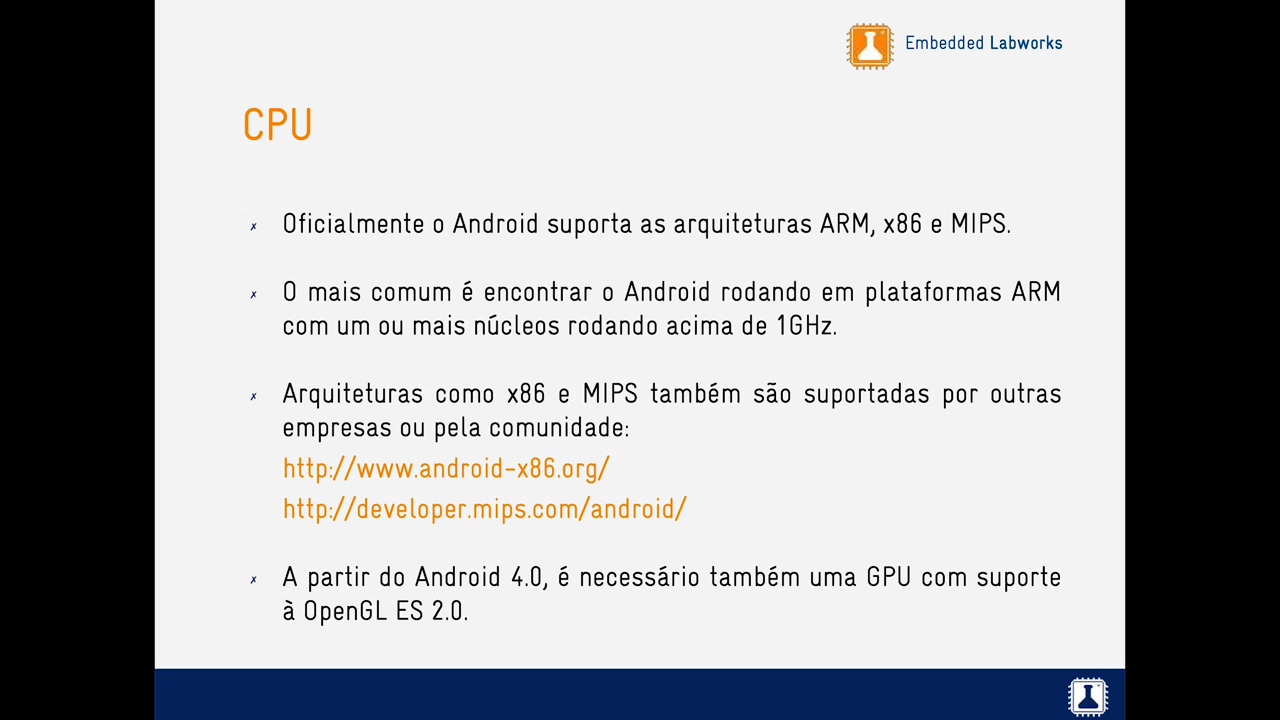 Embedded Labworks
CPU
✗ Oficialmente o Android suporta as arquiteturas ARM, x86 e MIPS.
✗ O mais comum é encontrar o Android rodando em plataformas ARM
com um ou mais núcleos rodando acima de 1GHz.
✗ Arquiteturas como x86 e MIPS também são suportadas por outras
empresas ou pela comunidade:
http://www.android-x86.org/
http://developer.mips.com/android/
✗ A partir do Android 4.0, é necessário também uma GPU com suporte
à OpenGL ES 2.0.